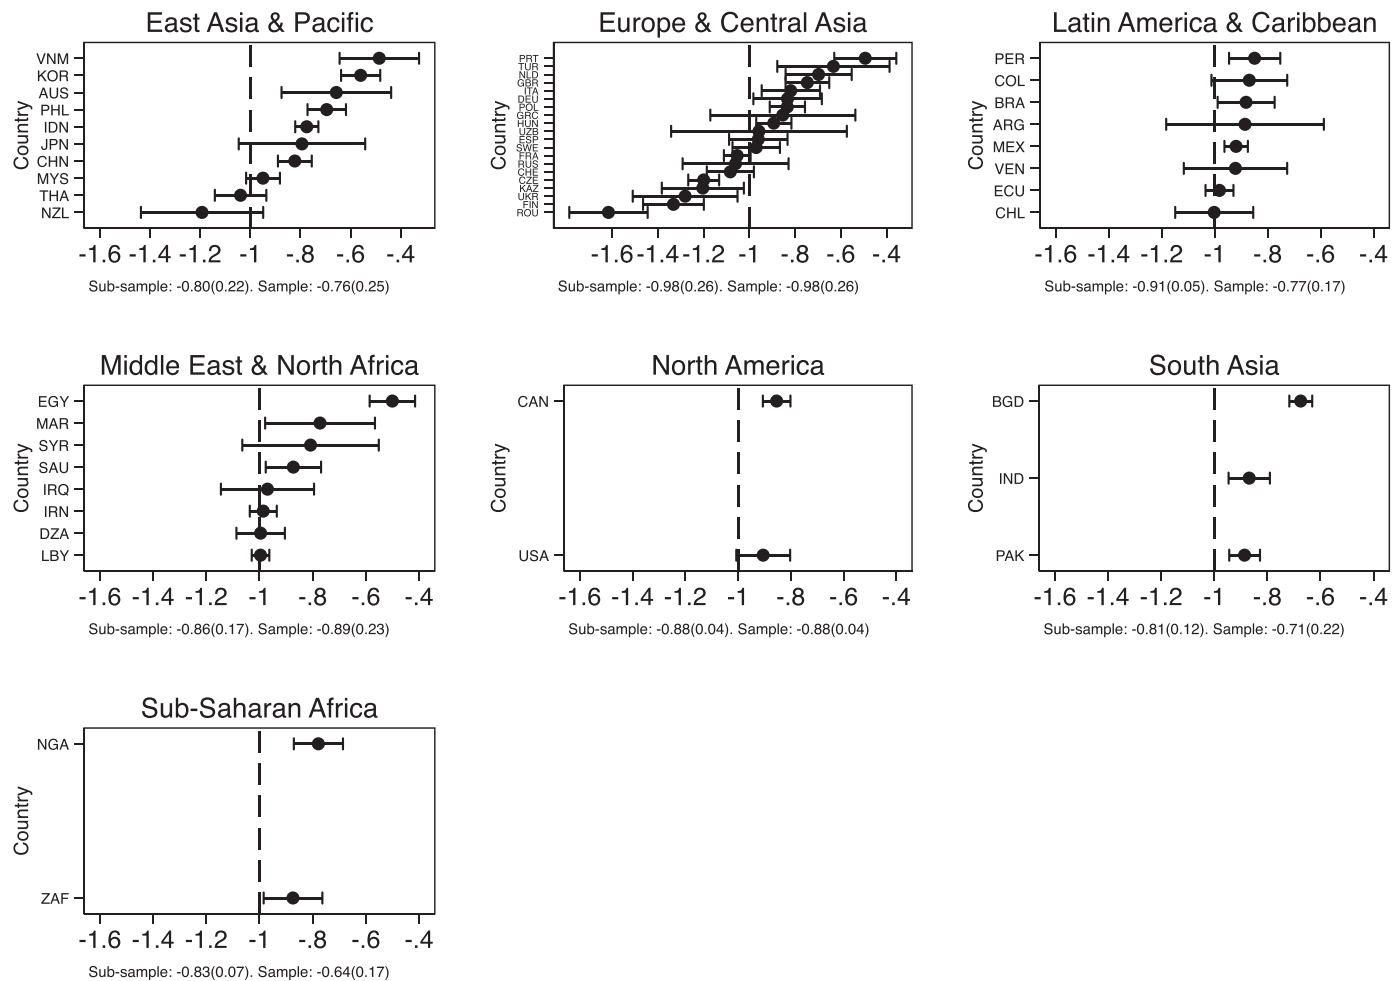 East Asia & Pacific
Country
VNM
KOR
AUS
PHL
IDN
JPN
CHN
MYS
THA
NZL
-1.6 -1.4 -1.2 -1 -.8 -.6 -.4
Sub-sample: -0.80(0.22). Sample: -0.76(0.25)
Europe & Central Asia
Country
PRT
TUR
NLD
GBR
ITA
DEU
POL
GRC
HUN
UZB
ESP
SWE
FRA
RUS
CHE
CZE
KAZ
UKR
FIN
ROU
-1.6 -1.4 -1.2 -1 -.8 -.6 -.4
Sub-sample: -0.98(0.26). Sample: -0.98(0.26)
Latin America & Caribbean
Country
PER
COL
BRA
ARG
MEX
VEN
ECU
CHL
-1.6 -1.4 -1.2 -1 -.8 -.6 -.4
Sub-sample: -0.91(0.05). Sample: -0.77(0.17)
Middle East & North Africa
Country
EGY
MAR
SYR
SAU
IRQ
IRN
DZA
LBY
-1.6 -1.4 -1.2 -1 -.8 -.6 -.4
Sub-sample: -0.86(0.17). Sample: -0.89(0.23)
North America
Country
CAN
USA
-1.6 -1.4 -1.2 -1 -.8 -.6 -.4
Sub-sample: -0.88(0.04). Sample: -0.88(0.04)
South Asia
Country
BGD
IND
PAK
-1.6 -1.4 -1.2 -1 -.8 -.6 -.4
Sub-sample: -0.81(0.12). Sample: -0.71(0.22)
Sub-Saharan Africa
Country
NGA
ZAF
-1.6 -1.4 -1.2 -1 -.8 -.6 -.4
Sub-sample: -0.83(0.07). Sample: -0.64(0.17)